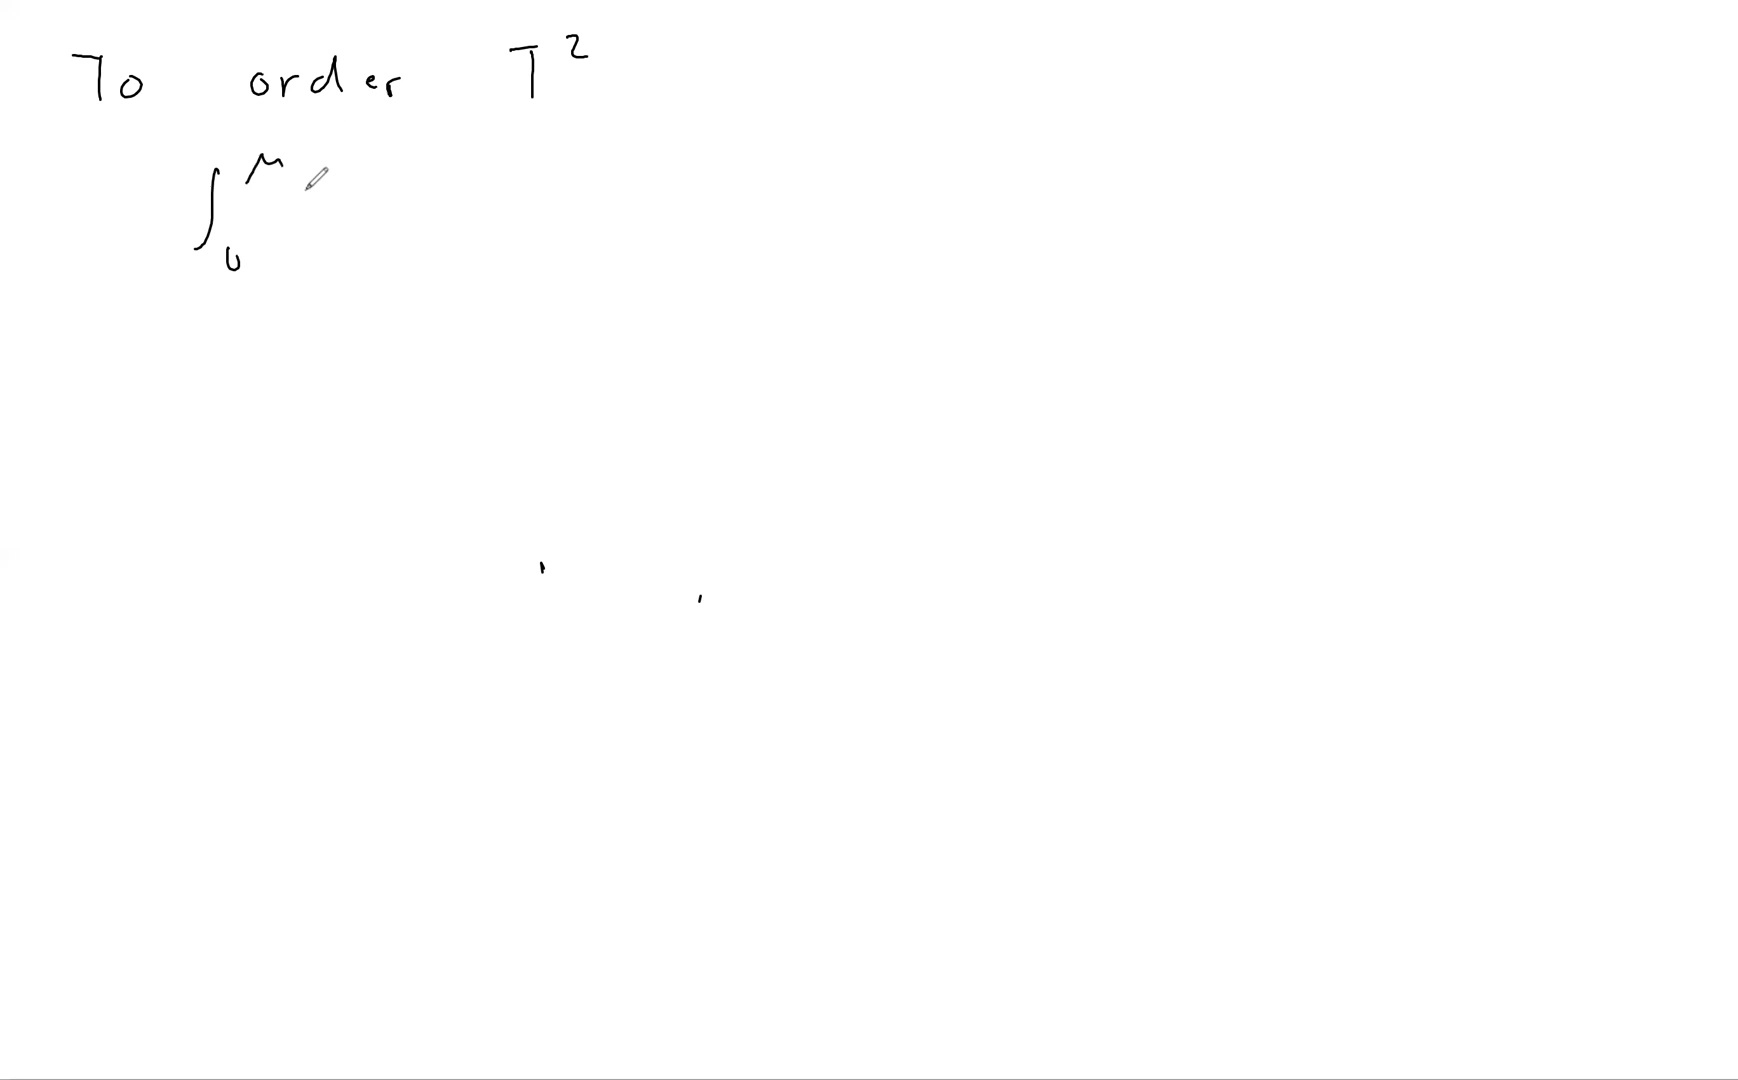 To order T²
∫₀^μ